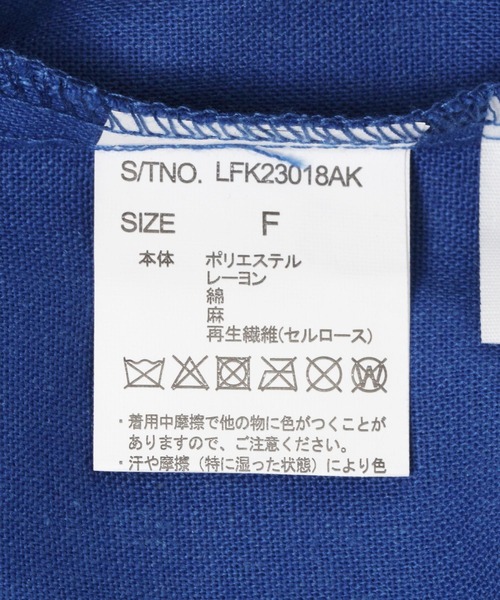 S/TNO. LFK23018AK
SIZE F
本体 ポリエステル
レーヨン
綿
麻
再生繊維(セルロース)
・着用中摩擦で他の物に色がつくことが
ありますので、ご注意ください。
・汗や摩擦（特に湿った状態）により色